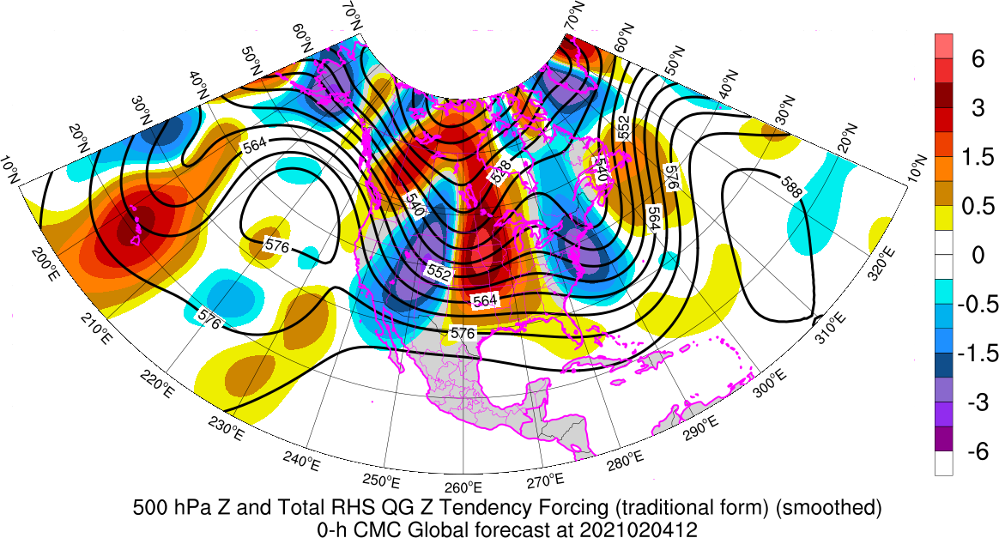 70°N
70°N
60°N
60°N
50°N
50°N
40°N
40°N
30°N
30°N
20°N
20°N
10°N
10°N
564
552
528
540
540
576
588
564
576
552
564
576
576
200°E
210°E
220°E
230°E
240°E
250°E
260°E
270°E
280°E
290°E
300°E
310°E
320°E
6
3
1.5
0.5
0
-0.5
-1.5
-3
-6
500 hPa Z and Total RHS QG Z Tendency Forcing (traditional form) (smoothed)
0-h CMC Global forecast at 2021020412